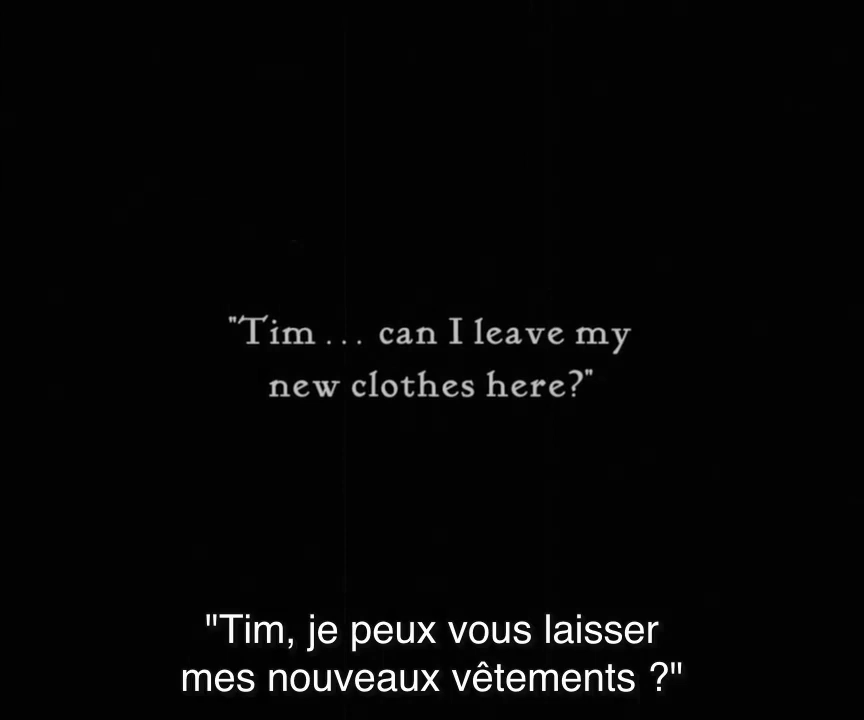 "Tim ... can I leave my
new clothes here?"
"Tim, je peux vous laisser
mes nouveaux vêtements ?"